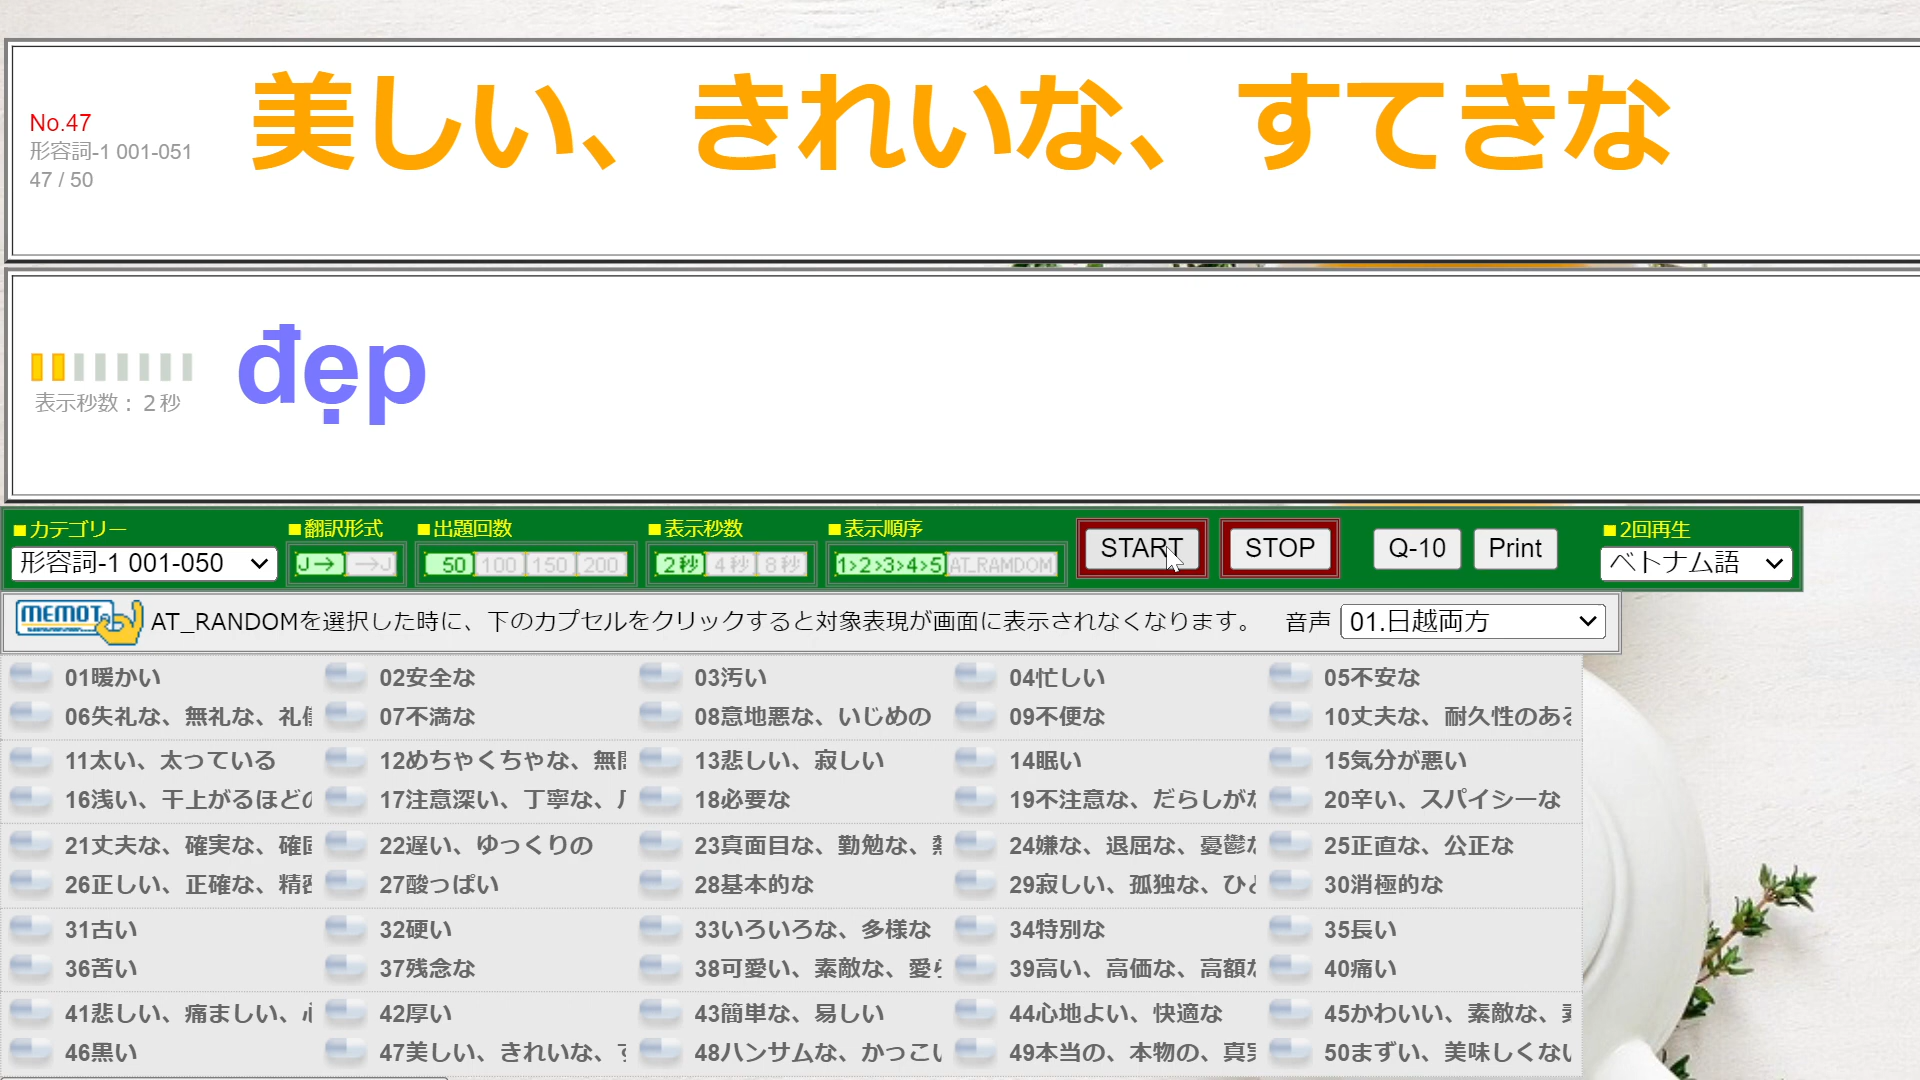 No.47
形容詞-1 001-051
47 / 50
美しい、きれいな、すてきな
表示秒数：２秒
đẹp
■カテゴリー ■翻訳形式 ■出題回数 ■表示秒数 ■表示順序 ■2回再生
形容詞-1 001-050 J→ →J 50 100 150 200 2秒 4秒 8秒 1>2>3>4>5 AT_RAMDOM START STOP Q-10 Print ベトナム語
MEMOT AT_RANDOMを選択した時に、下のカプセルをクリックすると対象表現が画面に表示されなくなります。 音声 01.日越両方
01暖かい 02安全な 03汚い 04忙しい 05不安な
06失礼な、無礼な、礼 07不満な 08意地悪な、いじめの 09不便な 10丈夫な、耐久性のある
11太い、太っている 12めちゃくちゃな、無 13悲しい、寂しい 14眠い 15気分が悪い
16浅い、干上がるほどの 17注意深い、丁寧な、 18必要な 19不注意な、だらしが 20辛い、スパイシーな
21丈夫な、確実な、確 22遅い、ゆっくりの 23真面目な、勤勉な、 24嫌な、退屈な、憂鬱な 25正直な、公正な
26正しい、正確な、精 27酸っぱい 28基本的な 29寂しい、孤独な、ひと 30消極的な
31古い 32硬い 33いろいろな、多様な 34特別な 35長い
36苦い 37残念な 38可愛い、素敵な、愛 39高い、高価な、高額な 40痛い
41悲しい、痛ましい、 42厚い 43簡単な、易しい 44心地よい、快適な 45かわいい、素敵な、
46黒い 47美しい、きれいな、す 48ハンサムな、かっこい 49本当の、本物の、真 50まずい、美味しくない